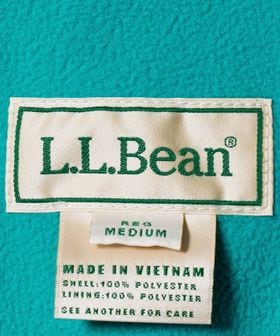 L.L.Bean®
REG
MEDIUM
MADE IN VIETNAM
SHELL:100% POLYESTER
LINING:100% POLYESTER
SEE ANOTHER FOR CARE